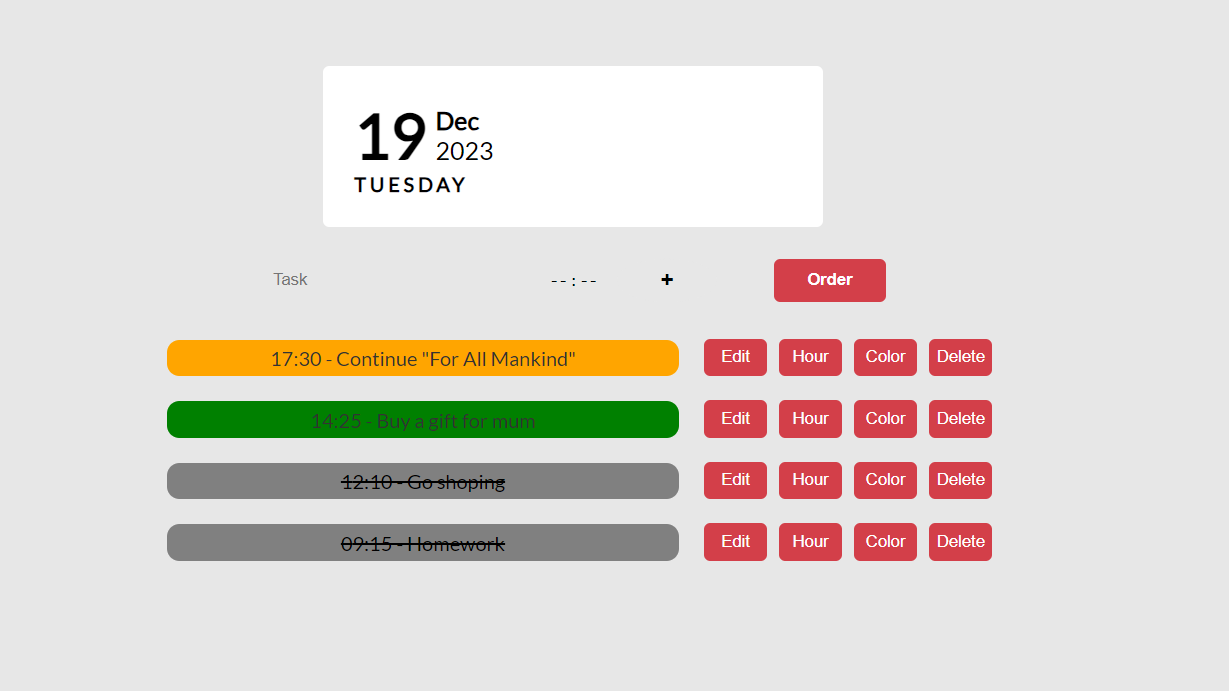 19 Dec
2023
TUESDAY
Task --:-- + Order
17:30 - Continue "For All Mankind" Edit Hour Color Delete
14:25 - Buy a gift for mum Edit Hour Color Delete
12:10 - Go shoping Edit Hour Color Delete
09:15 - Homework Edit Hour Color Delete